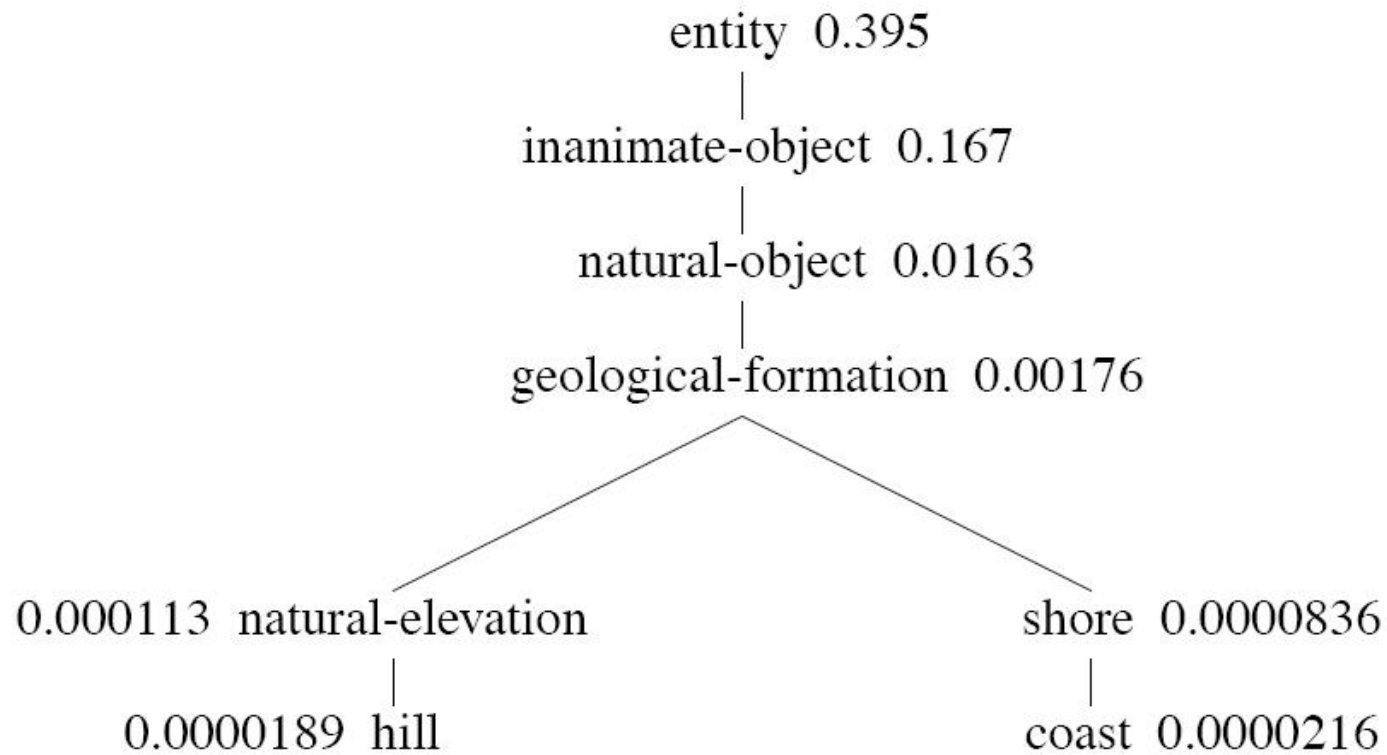 entity 0.395
inanimate-object 0.167
natural-object 0.0163
geological-formation 0.00176
0.000113 natural-elevation
shore 0.0000836
0.0000189 hill
coast 0.0000216